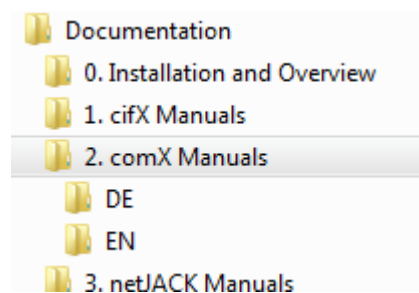 Documentation
0. Installation and Overview
1. cifX Manuals
2. comX Manuals
DE
EN
3. netJACK Manuals